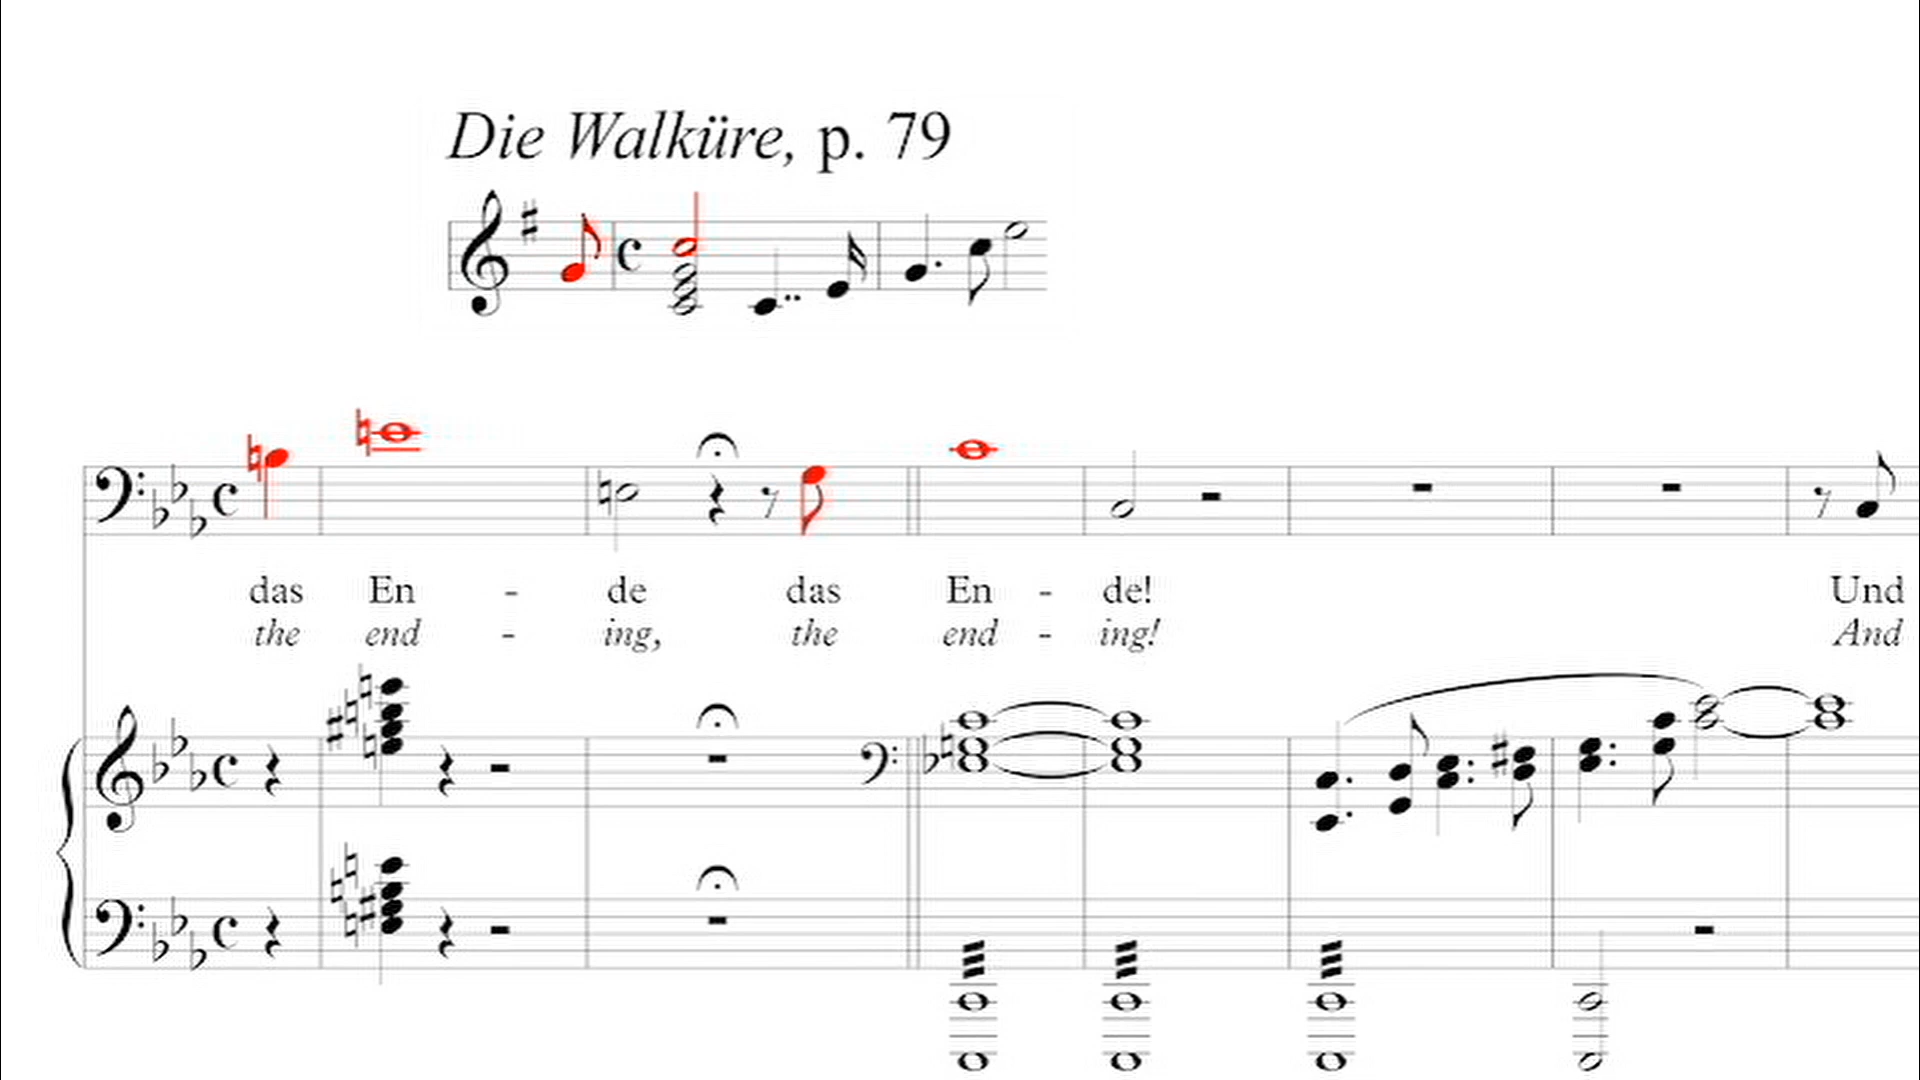 Die Walküre, p. 79
das En - de das En - de! Und
the end - ing, the end - ing! And